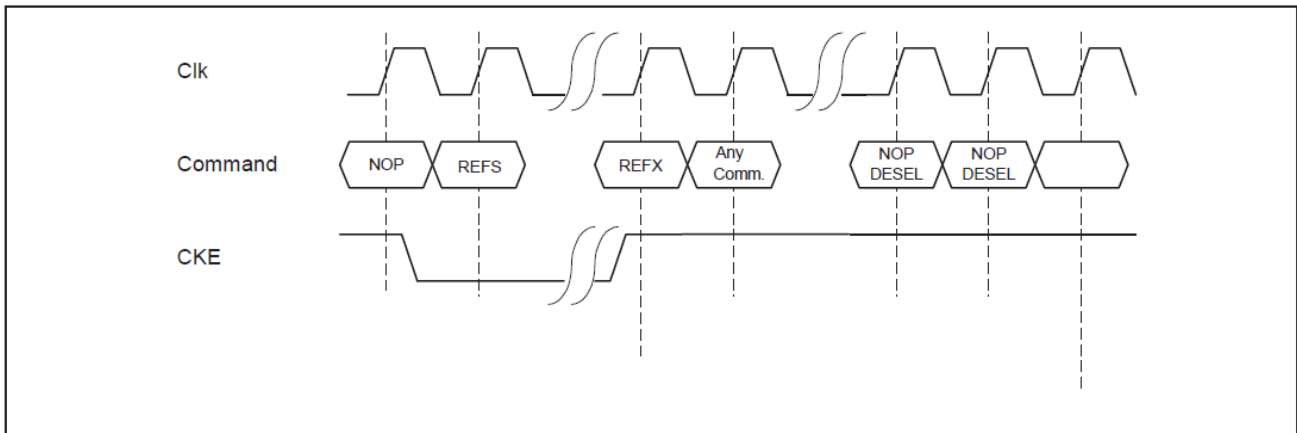 Clk
Command
NOP
REFS
REFX
Any
Comm.
NOP
DESEL
NOP
DESEL
CKE